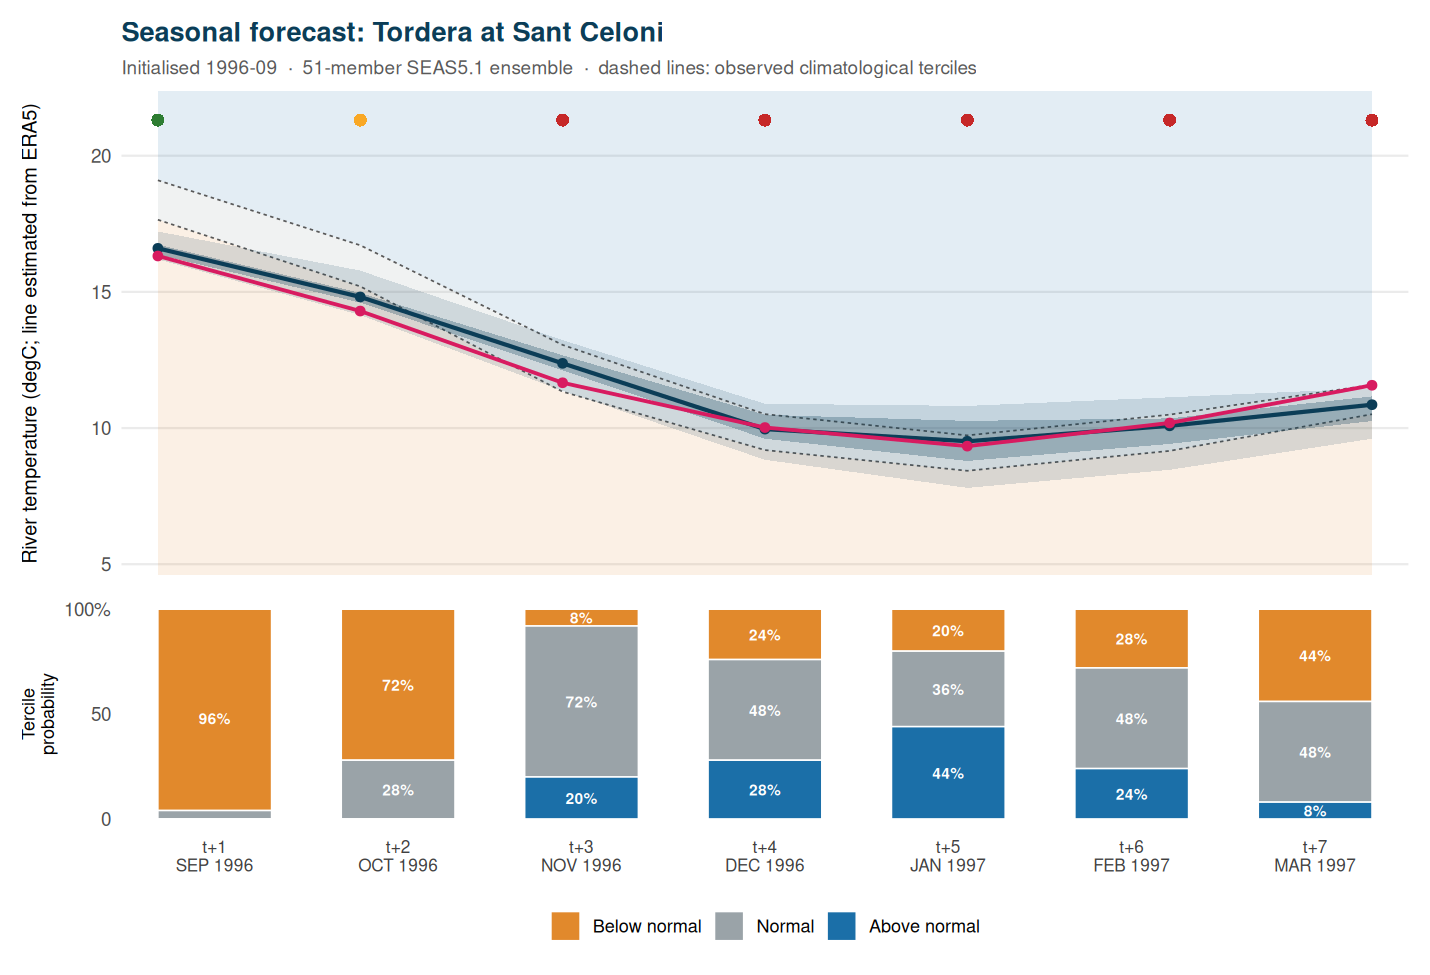 Seasonal forecast: Tordera at Sant Celoni
Initialised 1996-09 · 51-member SEAS5.1 ensemble · dashed lines: observed climatological terciles
River temperature (degC; line estimated from ERA5)
20
15
10
5
Tercile
probability
100%
50
0
96%
72%
28%
8%
72%
20%
24%
48%
28%
20%
36%
44%
28%
48%
24%
44%
48%
8%
t+1
SEP 1996
t+2
OCT 1996
t+3
NOV 1996
t+4
DEC 1996
t+5
JAN 1997
t+6
FEB 1997
t+7
MAR 1997
Below normal
Normal
Above normal